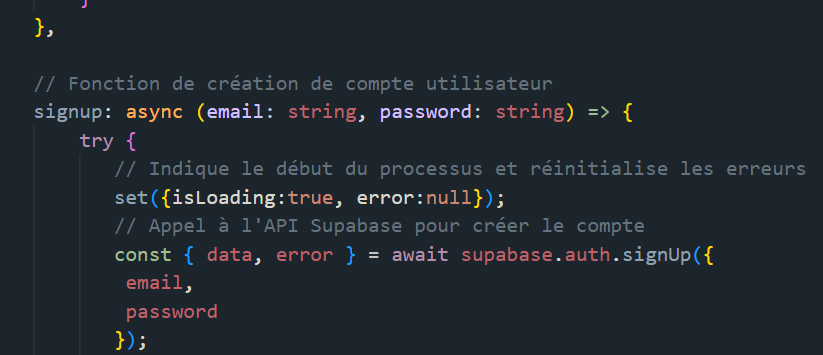 }
},
// Fonction de création de compte utilisateur
signup: async (email: string, password: string) => {
try {
// Indique le début du processus et réinitialise les erreurs
set({isLoading:true, error:null});
// Appel à l'API Supabase pour créer le compte
const { data, error } = await supabase.auth.signUp({
email,
password
});